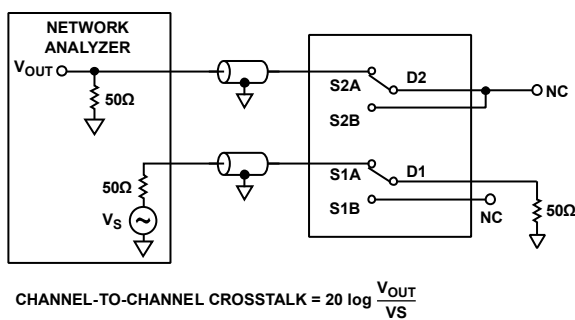 NETWORK
ANALYZER
VOUT
50Ω
S2A
D2
NC
S2B
50Ω
VS
S1A
D1
S1B
NC
50Ω
CHANNEL-TO-CHANNEL CROSSTALK = 20 log VOUT/VS